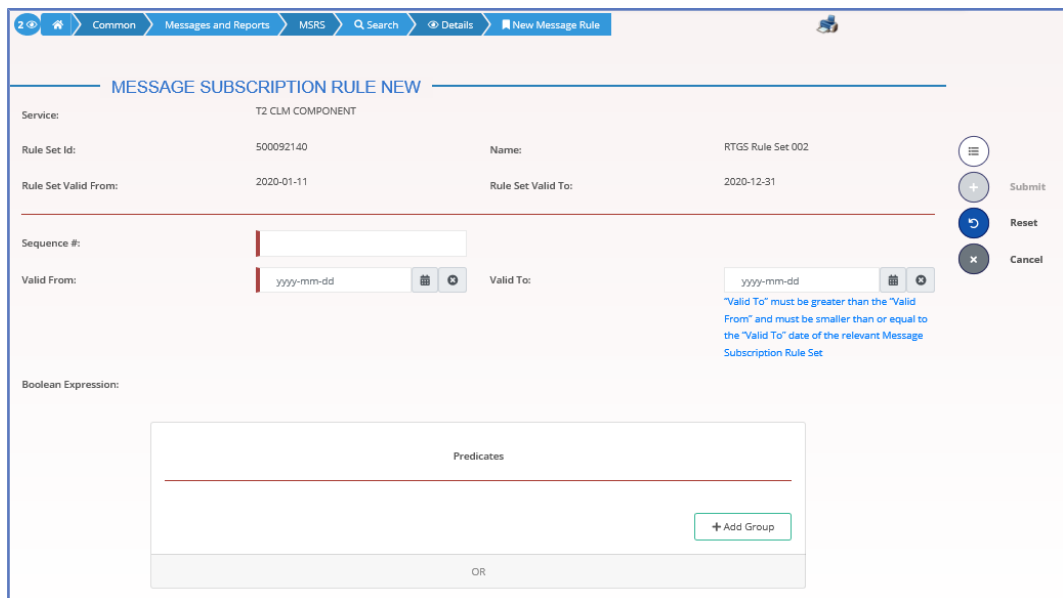 2 Common Messages and Reports MSRS Search Details New Message Rule
MESSAGE SUBSCRIPTION RULE NEW
Service: T2 CLM COMPONENT
Rule Set Id: 500092140 Name: RTGS Rule Set 002
Rule Set Valid From: 2020-01-11 Rule Set Valid To: 2020-12-31
Submit
Reset
Cancel
Sequence #:
Valid From: yyyy-mm-dd Valid To: yyyy-mm-dd
"Valid To" must be greater than the "Valid
From" and must be smaller than or equal to
the "Valid To" date of the relevant Message
Subscription Rule Set
Boolean Expression:
Predicates
+ Add Group
OR